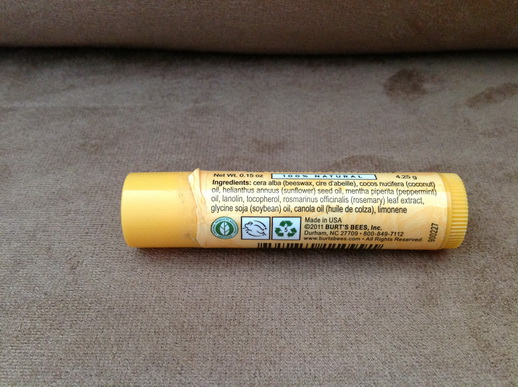 Net Wt. 0.15 oz 100% NATURAL 4.25 g
Ingredients: cera alba (beeswax, cire d'abeille), cocos nucifera (coconut)
oil, helianthus annuus (sunflower) seed oil, mentha piperita (peppermint)
oil, lanolin, tocopherol, rosmarinus officinalis (rosemary) leaf extract,
glycine soja (soybean) oil, canola oil (huile de colza), limonene
Made in USA
©2011 BURT'S BEES, Inc.
Durham, NC 27709 • 800-849-7112
www.burtsbees.com • All Rights Reserved
900227